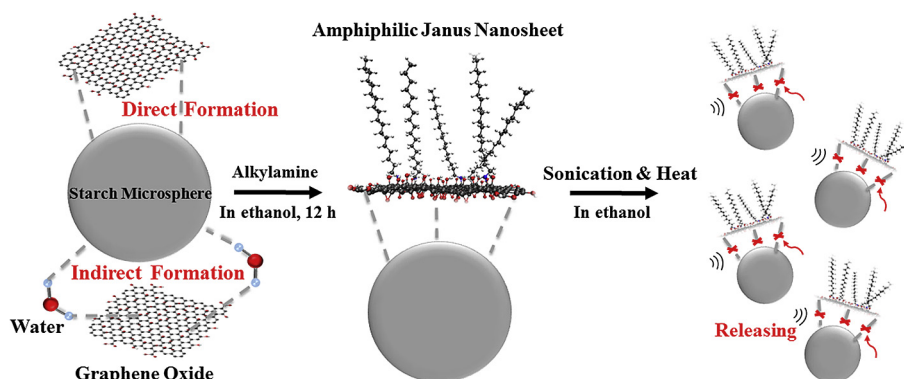 Amphiphilic Janus Nanosheet
Direct Formation
Starch Microsphere
Alkylamine
In ethanol, 12 h
Sonication & Heat
In ethanol
Indirect Formation
Water
Graphene Oxide
Releasing